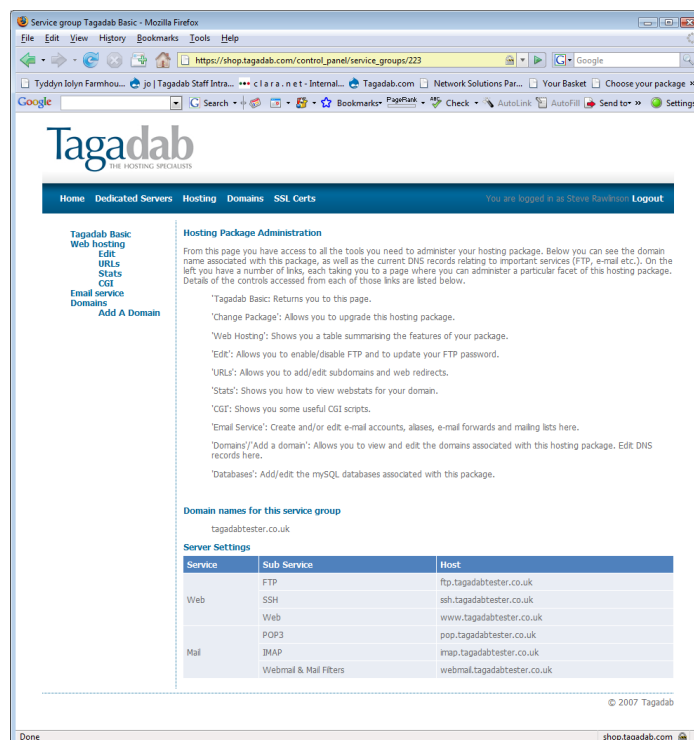 Service group Tagadab Basic - Mozilla Firefox
File Edit View History Bookmarks Tools Help
https://shop.tagadab.com/control_panel/service_groups/223
Google
Tyddyn Iolyn Farmhou... jo | Tagadab Staff Intra... c l a r a . n e t - Internal... Tagadab.com Network Solutions Par... Your Basket Choose your package
Google Search Bookmarks PageRank Check AutoLink AutoFill Send to Settings
Tagadab
THE HOSTING SPECIALISTS
Home Dedicated Servers Hosting Domains SSL Certs You are logged in as Steve Rawlinson Logout
Tagadab Basic
Web hosting
Edit
URLs
Stats
CGI
Email service
Domains
Add A Domain
Hosting Package Administration
From this page you have access to all the tools you need to administer your hosting package. Below you can see the domain
name associated with this package, as well as the current DNS records relating to important services (FTP, e-mail etc.). On the
left you have a number of links, each taking you to a page where you can administer a particular facet of this hosting package.
Details of the controls accessed from each of those links are listed below.
'Tagadab Basic: Returns you to this page.
'Change Package': Allows you to upgrade this hosting package.
'Web Hosting': Shows you a table summarising the features of your package.
'Edit': Allows you to enable/disable FTP and to update your FTP password.
'URLs': Allows you to add/edit subdomains and web redirects.
'Stats': Shows you how to view webstats for your domain.
'CGI': Shows you some useful CGI scripts.
'Email Service': Create and/or edit e-mail accounts, aliases, e-mail forwards and mailing lists here.
'Domains'/'Add a domain': Allows you to view and edit the domains associated with this hosting package. Edit DNS
records here.
'Databases': Add/edit the mySQL databases associated with this package.
Domain names for this service group
tagadabtester.co.uk
Server Settings
Service Sub Service Host
FTP ftp.tagadabtester.co.uk
Web SSH ssh.tagadabtester.co.uk
Web www.tagadabtester.co.uk
POP3 pop.tagadabtester.co.uk
Mail IMAP imap.tagadabtester.co.uk
Webmail & Mail Filters webmail.tagadabtester.co.uk
© 2007 Tagadab
Done shop.tagadab.com